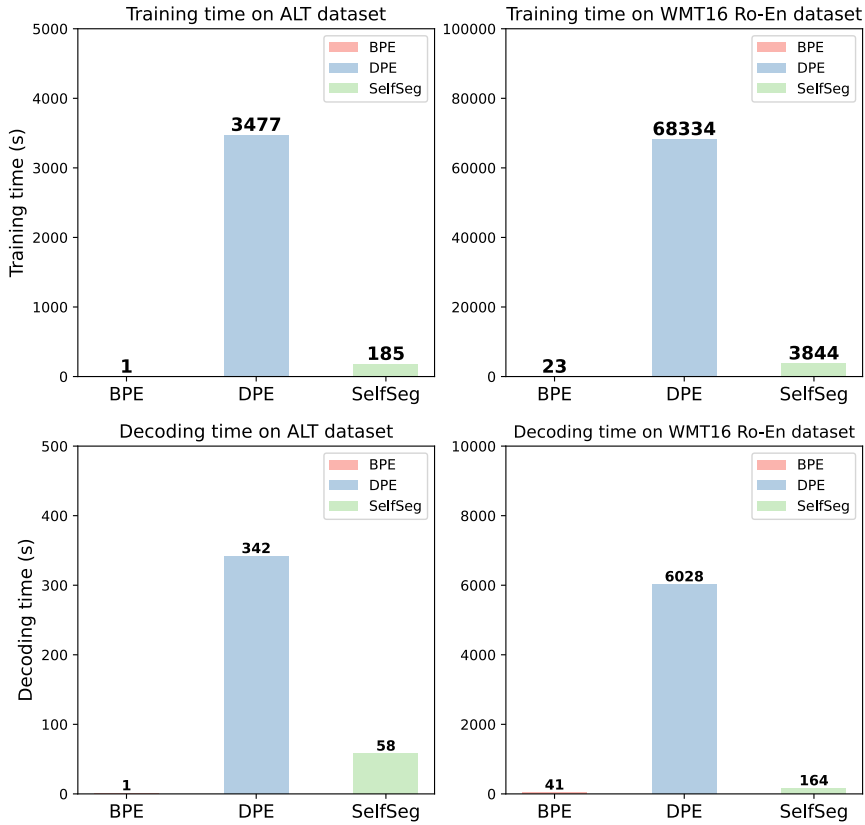 Training time on ALT dataset
Training time (s)
5000
4000
3000
2000
1000
0
BPE
DPE
SelfSeg
1
3477
185
BPE
DPE
SelfSeg
Training time on WMT16 Ro-En dataset
100000
80000
60000
40000
20000
0
BPE
DPE
SelfSeg
23
68334
3844
BPE
DPE
SelfSeg
Decoding time on ALT dataset
Decoding time (s)
500
400
300
200
100
0
BPE
DPE
SelfSeg
1
342
58
BPE
DPE
SelfSeg
Decoding time on WMT16 Ro-En dataset
10000
8000
6000
4000
2000
0
BPE
DPE
SelfSeg
41
6028
164
BPE
DPE
SelfSeg